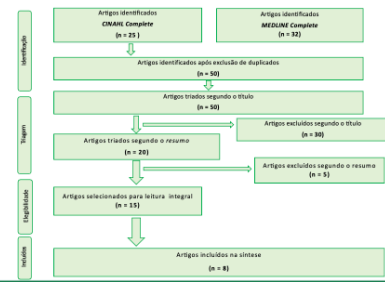 Identificação
Artigos identificados
CINAHL Complete
(n = 25 )
Artigos identificados
MEDLINE Complete
(n = 32)
Artigos identificados após exclusão de duplicados
(n = 50)
Triagem
Artigos triados segundo o título
(n = 50)
Artigos excluídos segundo o título
(n = 30)
Artigos triados segundo o resumo
(n = 20)
Artigos excluídos segundo o resumo
(n = 5)
Elegibilidade
Artigos selecionados para leitura integral
(n = 15)
Incluídos
Artigos incluídos na síntese
(n = 8)